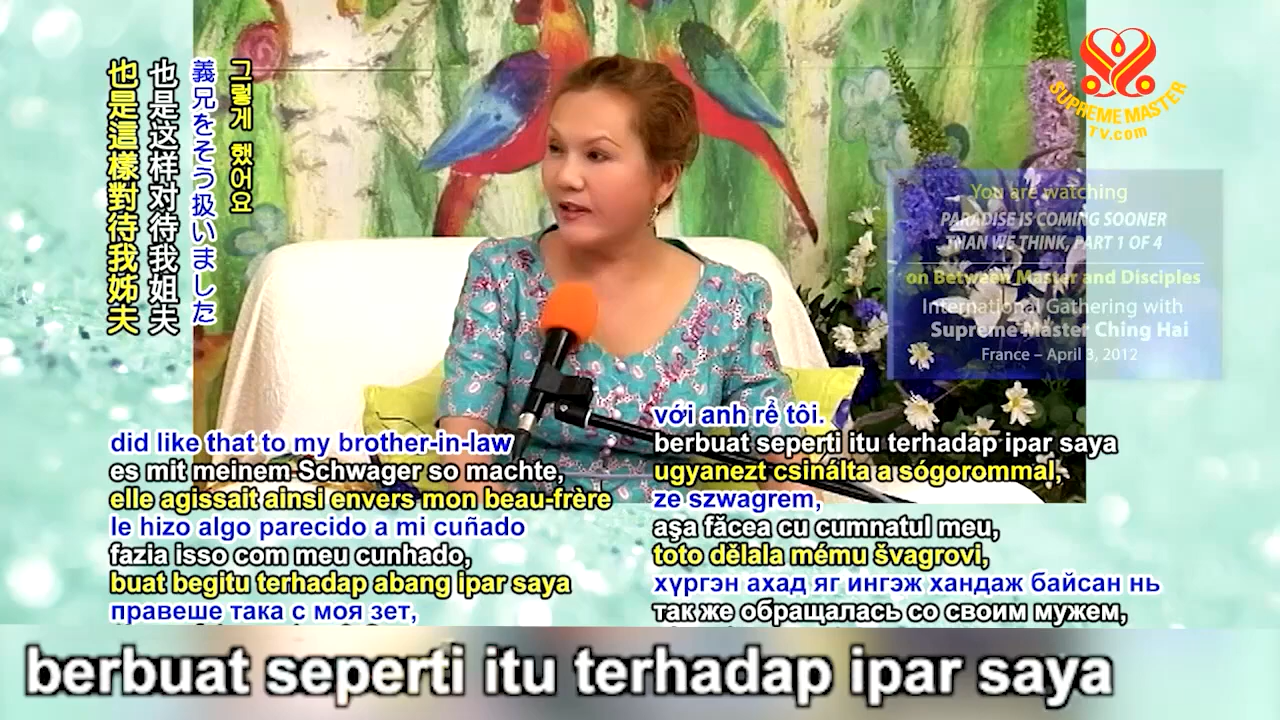 그렇게 했어요
義兄をそう扱いました
也是这样对待我姐夫
也是這樣對待我姊夫
SUPREME MASTER
TV.com
You are watching
PARADISE IS COMING SOONER
THAN WE THINK, PART 1 OF 4
on Between Master and Disciples
International Gathering with
Supreme Master Ching Hai
France – April 3, 2012
did like that to my brother-in-law
es mit meinem Schwager so machte,
elle agissait ainsi envers mon beau-frère
le hizo algo parecido a mi cuñado
fazia isso com meu cunhado,
buat begitu terhadap abang ipar saya
правеше така с моя зет,
với anh rể tôi.
berbuat seperti itu terhadap ipar saya
ugyanezt csinálta a sógorommal,
ze szwagrem,
aşa făcea cu cumnatul meu,
toto dělala mému švagrovi,
хүргэн ахад яг ингэж хандаж байсан нь
так же обращалась со своим мужем,
berbuat seperti itu terhadap ipar saya